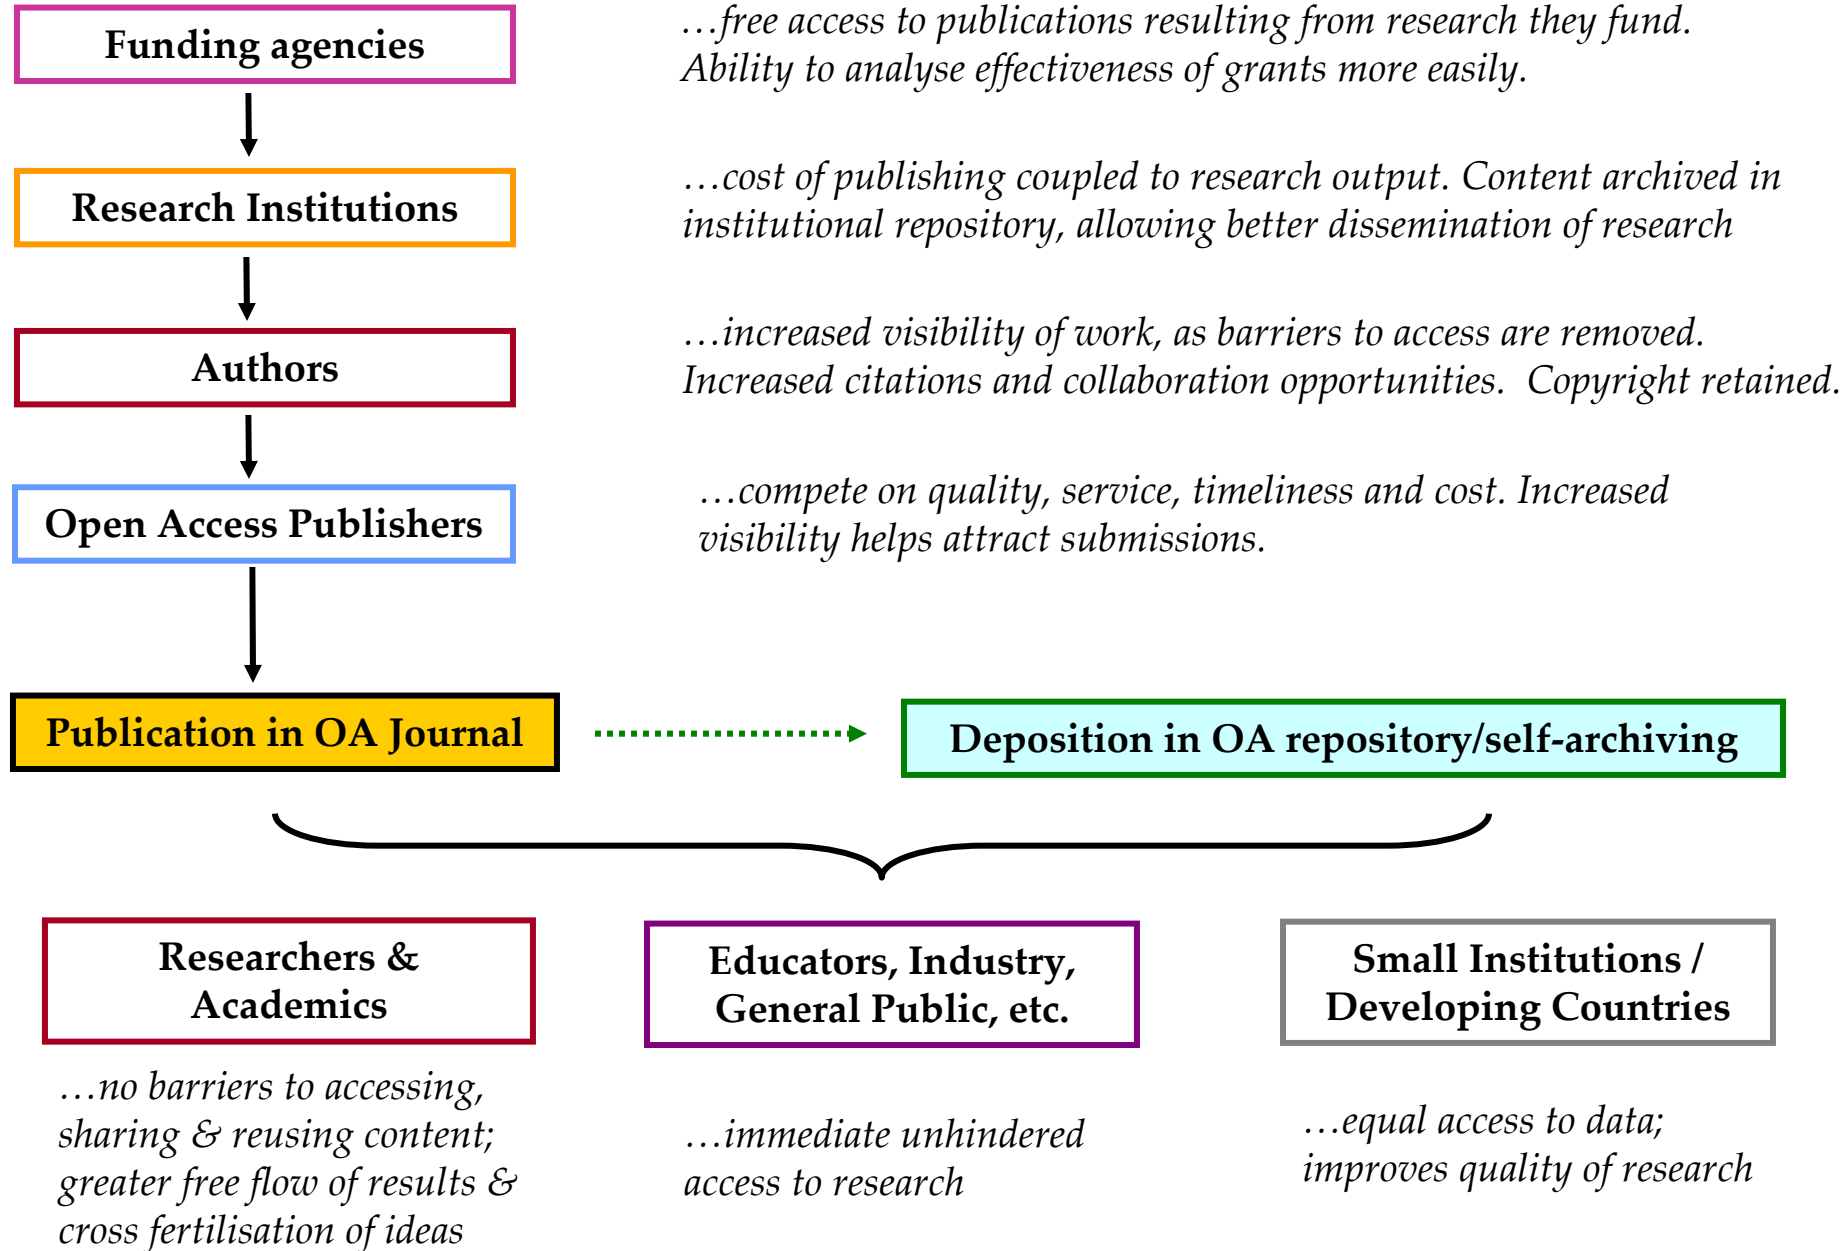 Funding agencies
…free access to publications resulting from research they fund.
Ability to analyse effectiveness of grants more easily.
Research Institutions
…cost of publishing coupled to research output. Content archived in
institutional repository, allowing better dissemination of research
Authors
…increased visibility of work, as barriers to access are removed.
Increased citations and collaboration opportunities.  Copyright retained.
Open Access Publishers
…compete on quality, service, timeliness and cost. Increased
visibility helps attract submissions.
Publication in OA Journal
Deposition in OA repository/self-archiving
Researchers &
Academics
…no barriers to accessing,
sharing & reusing content;
greater free flow of results &
cross fertilisation of ideas
Educators, Industry,
General Public, etc.
…immediate unhindered
access to research
Small Institutions /
Developing Countries
…equal access to data;
improves quality of research